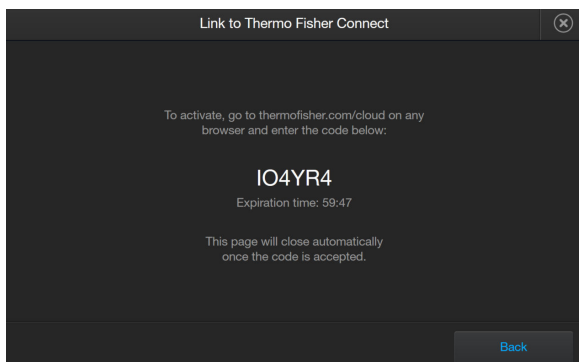 Link to Thermo Fisher Connect
To activate, go to thermofisher.com/cloud on any
browser and enter the code below:
IO4YR4
Expiration time: 59:47
This page will close automatically
once the code is accepted.
Back